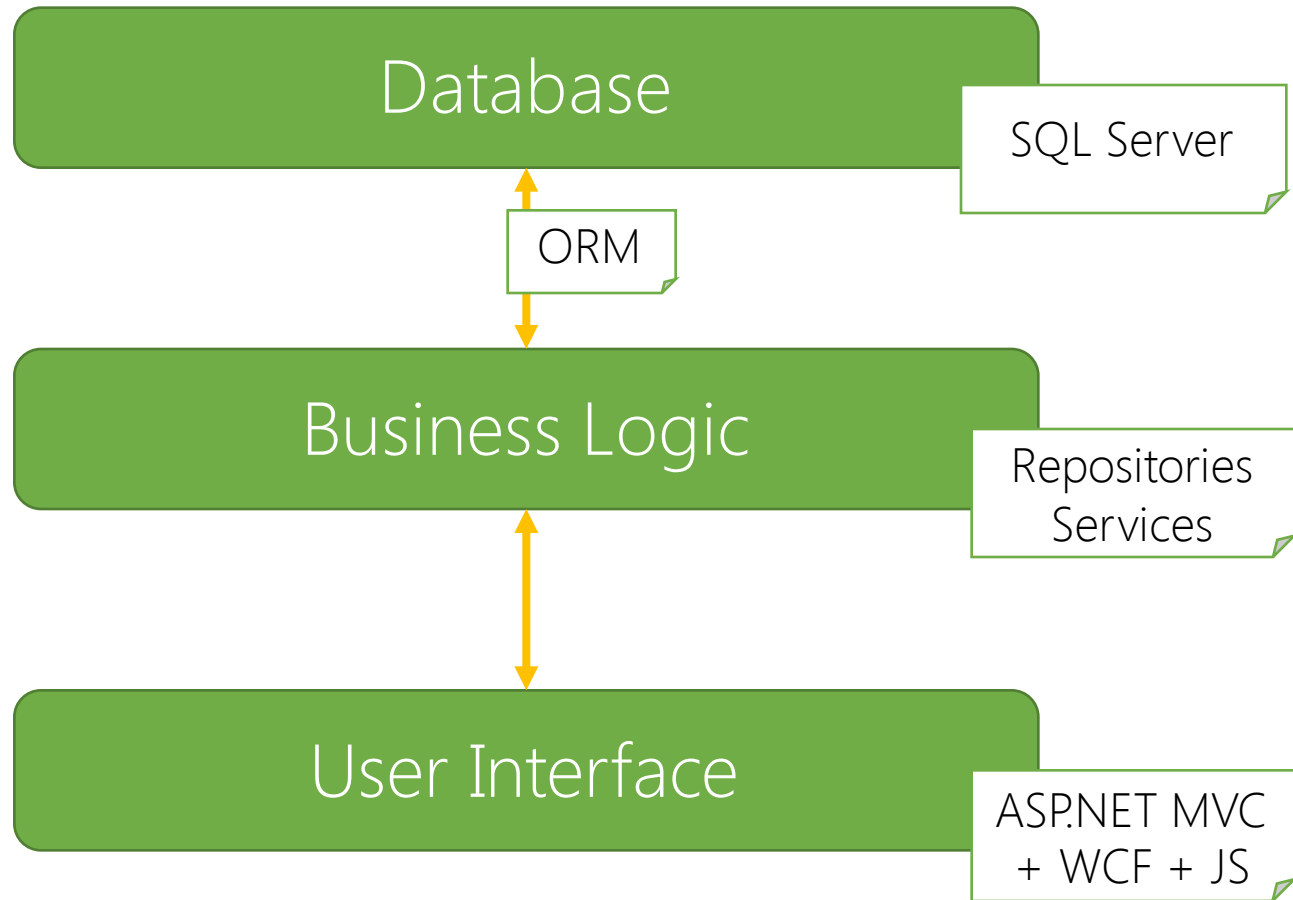 Database
SQL Server
ORM
Business Logic
Repositories
Services
User Interface
ASP.NET MVC
+ WCF + JS